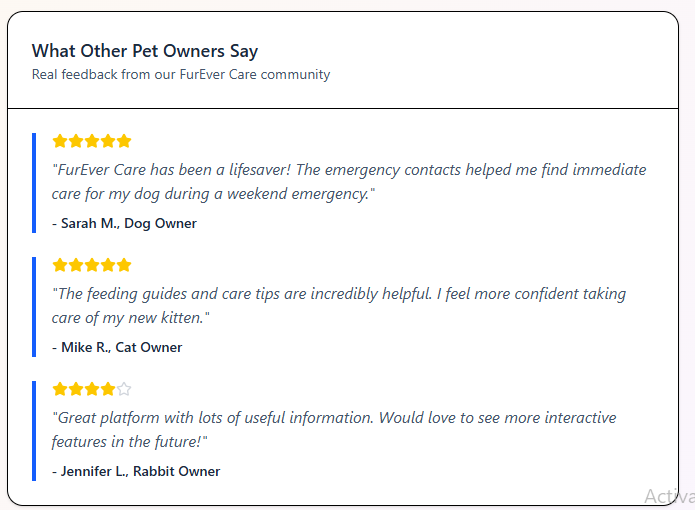 What Other Pet Owners Say
Real feedback from our FurEver Care community
"FurEver Care has been a lifesaver! The emergency contacts helped me find immediate
care for my dog during a weekend emergency."
- Sarah M., Dog Owner
"The feeding guides and care tips are incredibly helpful. I feel more confident taking
care of my new kitten."
- Mike R., Cat Owner
"Great platform with lots of useful information. Would love to see more interactive
features in the future!"
- Jennifer L., Rabbit Owner